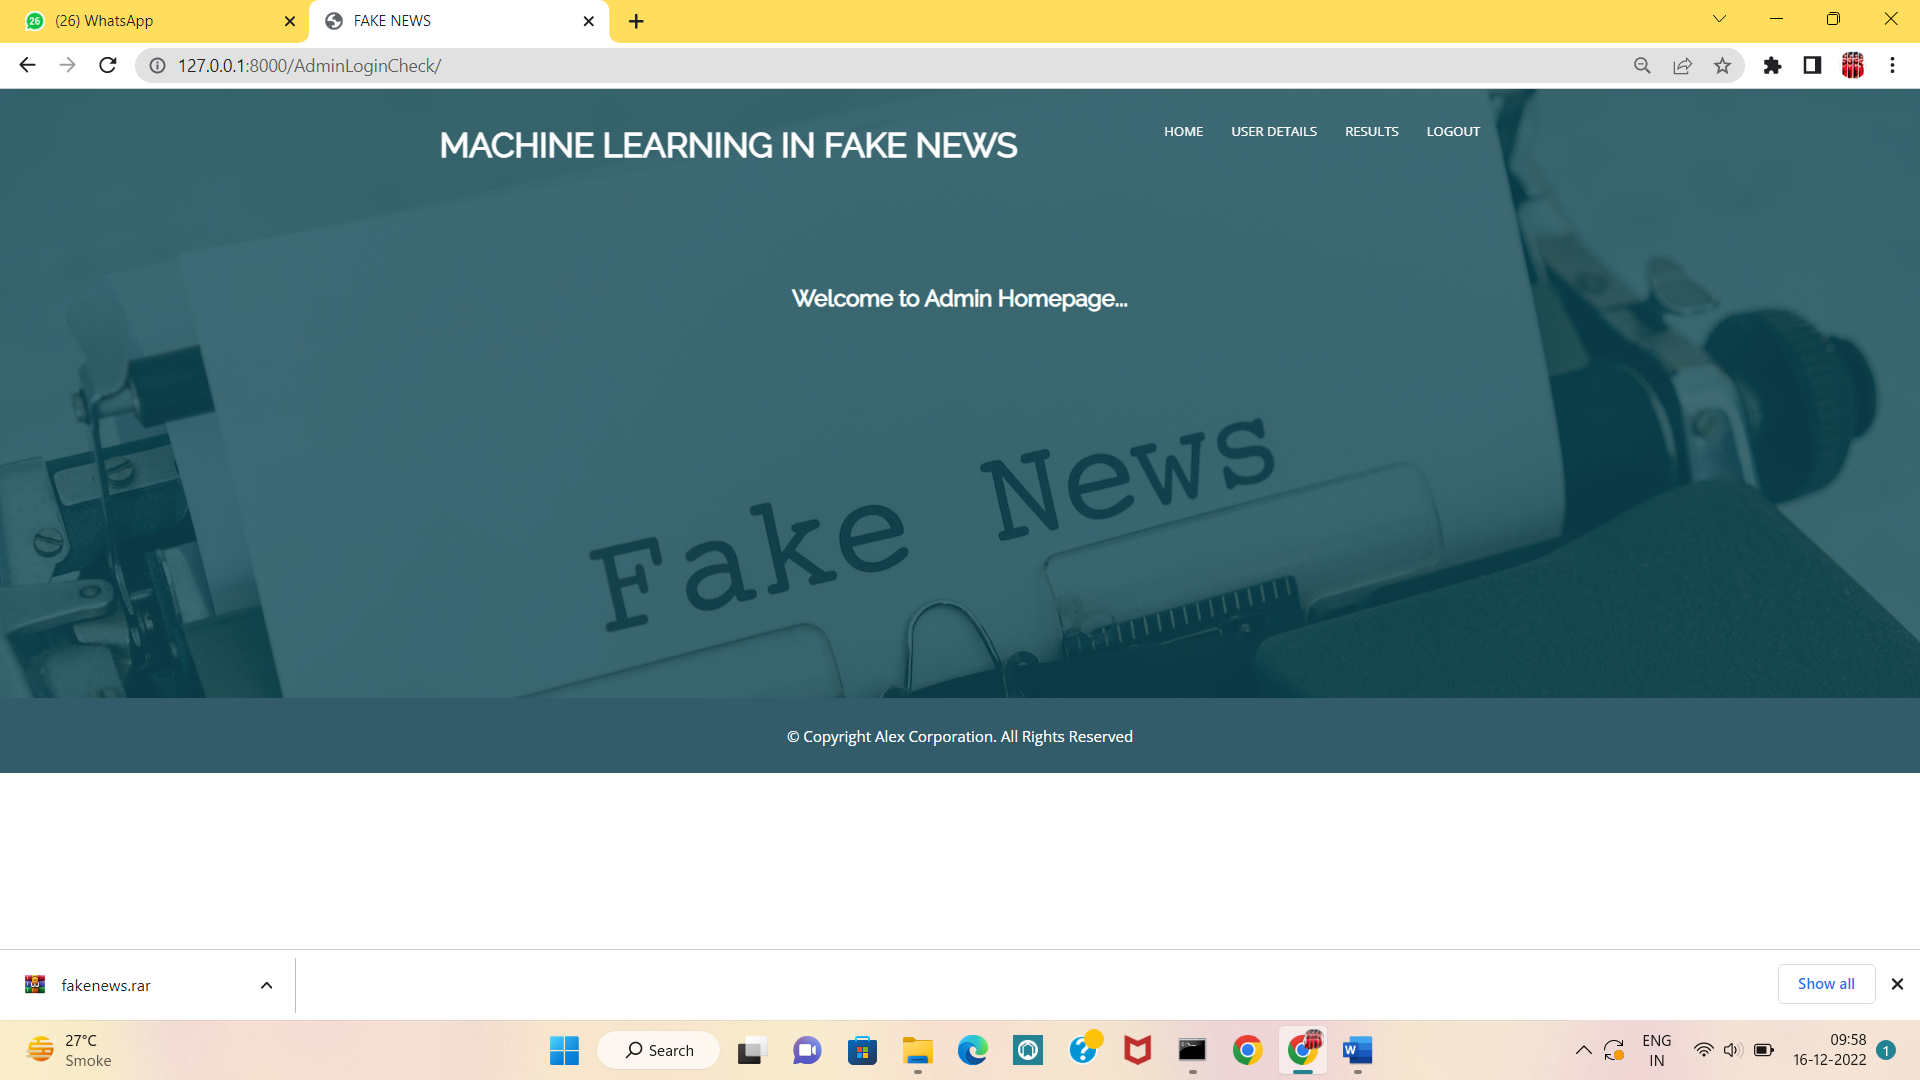 26
(26) WhatsApp
FAKE NEWS
127.0.0.1:8000/AdminLoginCheck/
MACHINE LEARNING IN FAKE NEWS
HOME
USER DETAILS
RESULTS
LOGOUT
Welcome to Admin Homepage...
Fake News
© Copyright Alex Corporation. All Rights Reserved
fakenews.rar
Show all
27°C
Smoke
Search
W
ENG
IN
09:58
16-12-2022
1